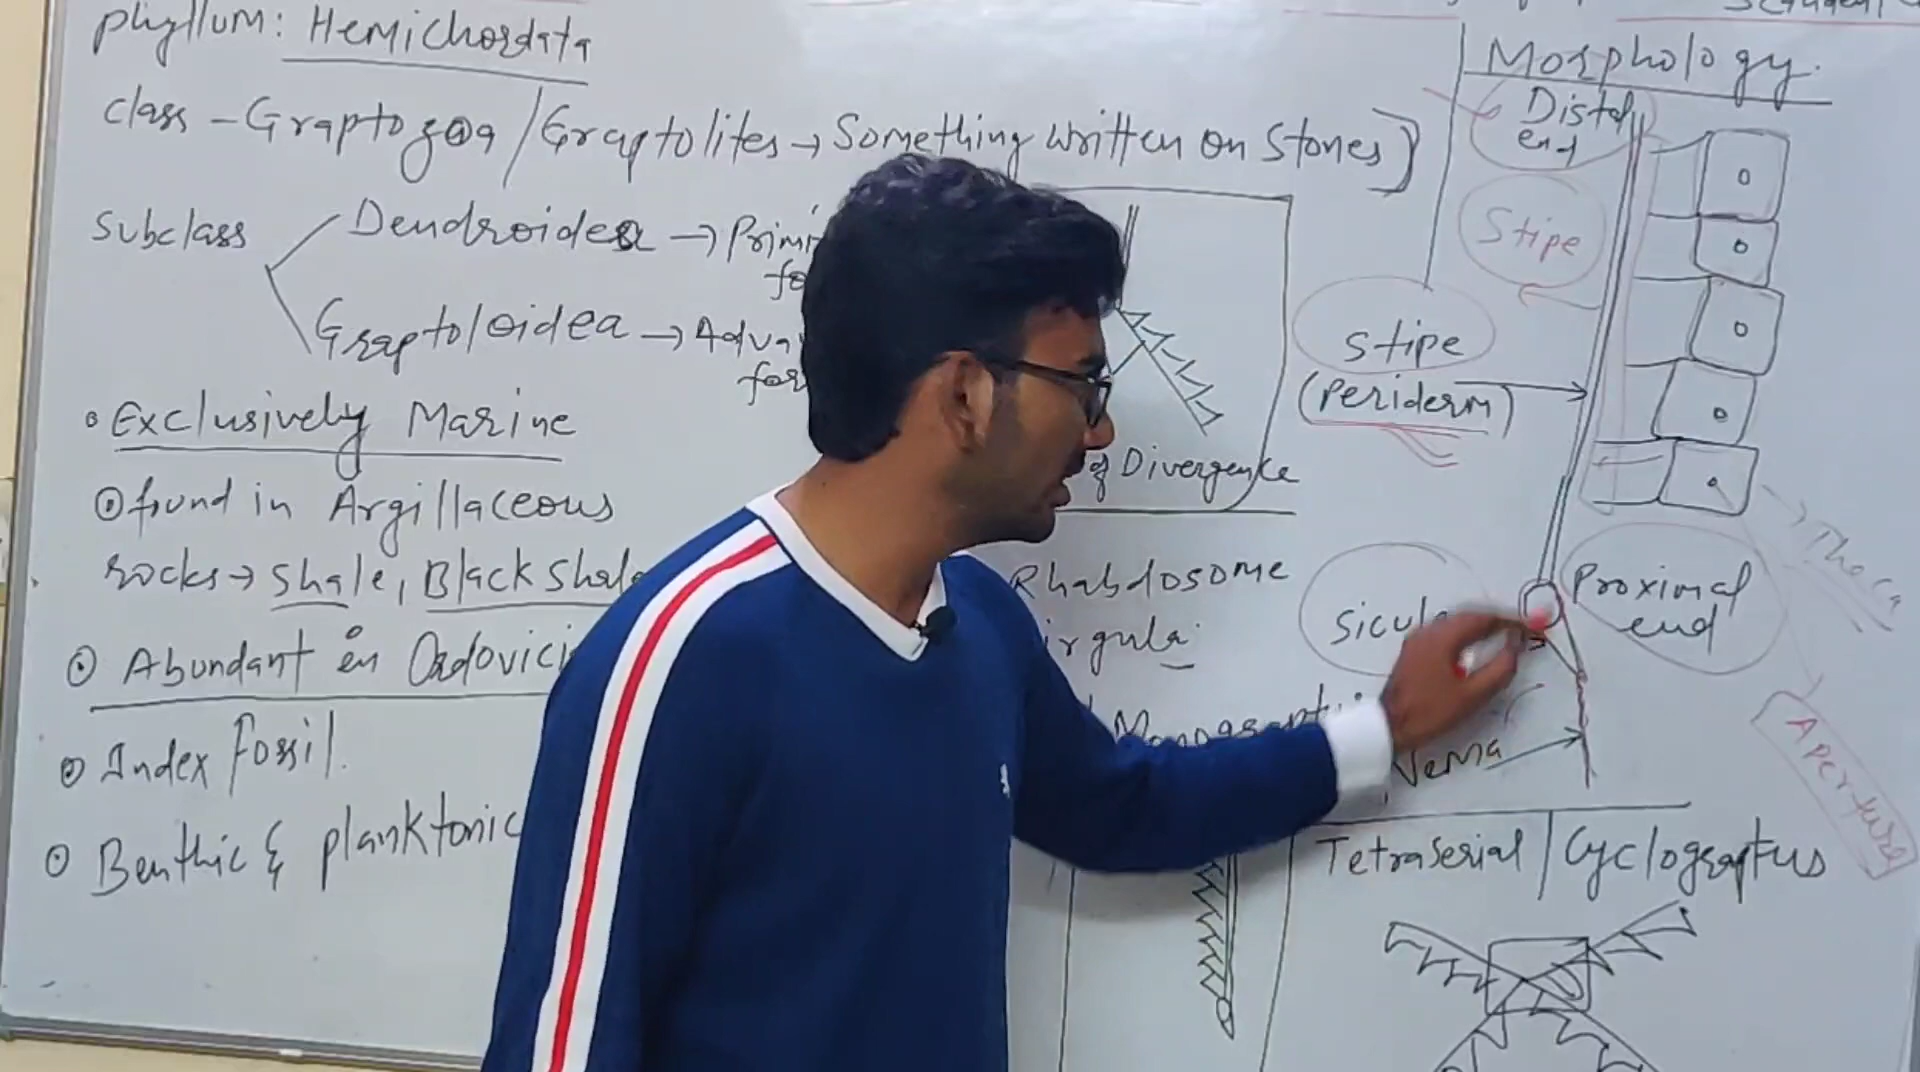 phyllum: Hemichordata
class - Graptozoa / Graptolites → Something written on Stones)
Subclass
Dendroidea → Primi
fo
Graptoloidea → Adva
for
Exclusively Marine
found in Argillaceous
rocks → Shale, Black Shale
Abundant in Ordovici
Index Fossil.
Benthic & planktonic
of Divergence
Rhabdosome
irgula
Monograpt
Morphology.
Distal
end
Stipe
Stipe
(Periderm)
Sicula
Proximal
end
Theca
Aperture
Nema
Tetraserial / Cyclograptus